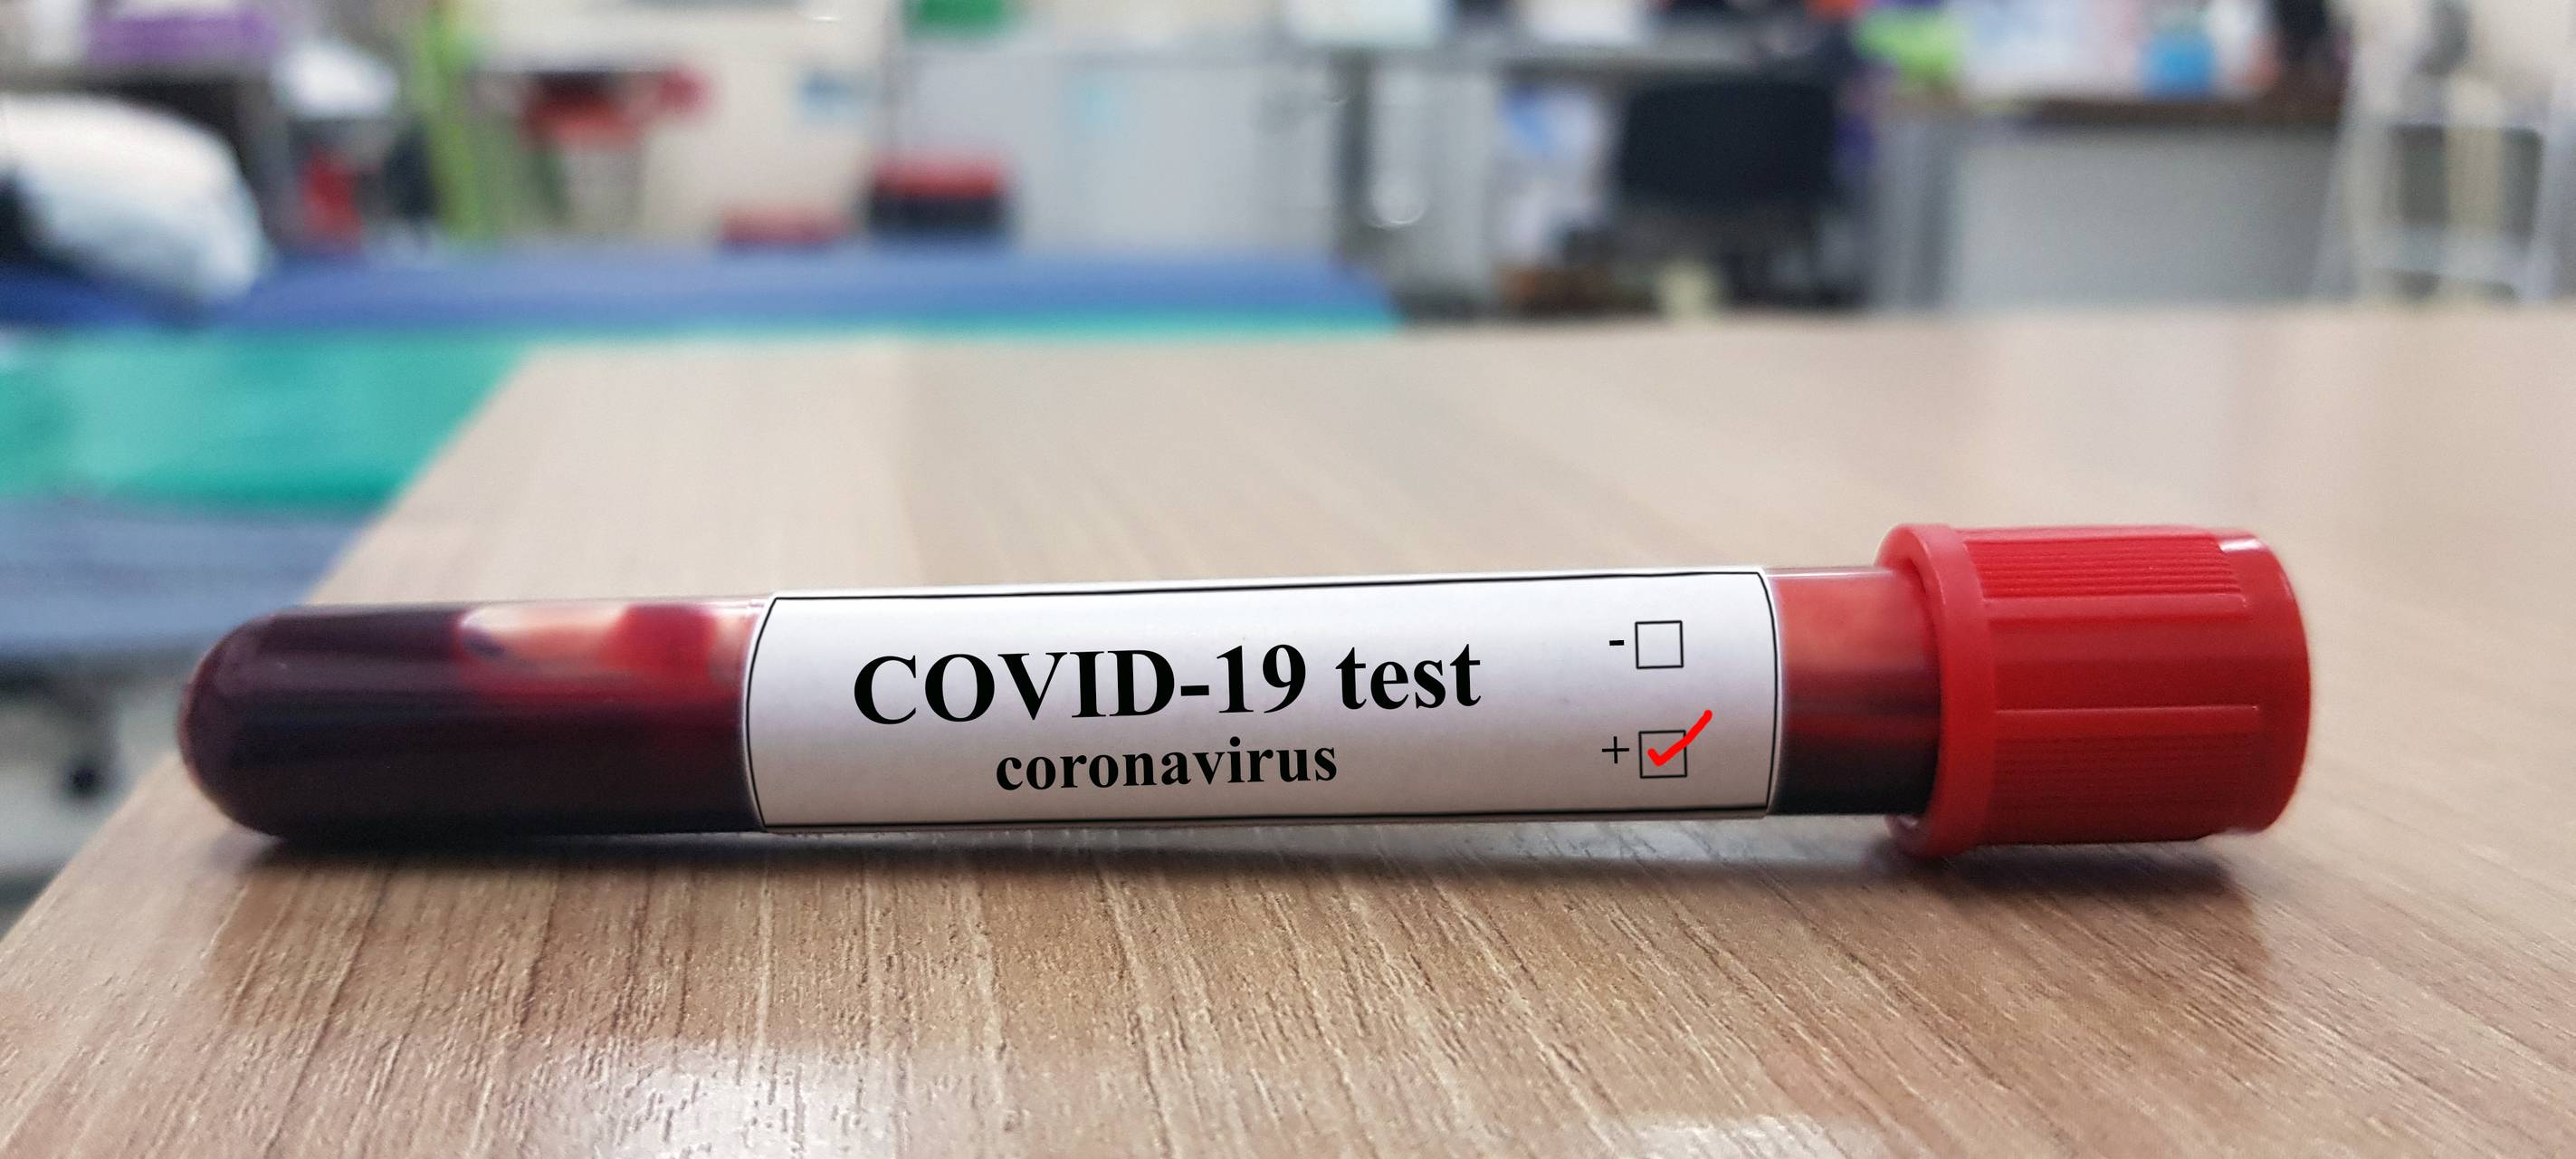 COVID-19 test
coronavirus
-
+